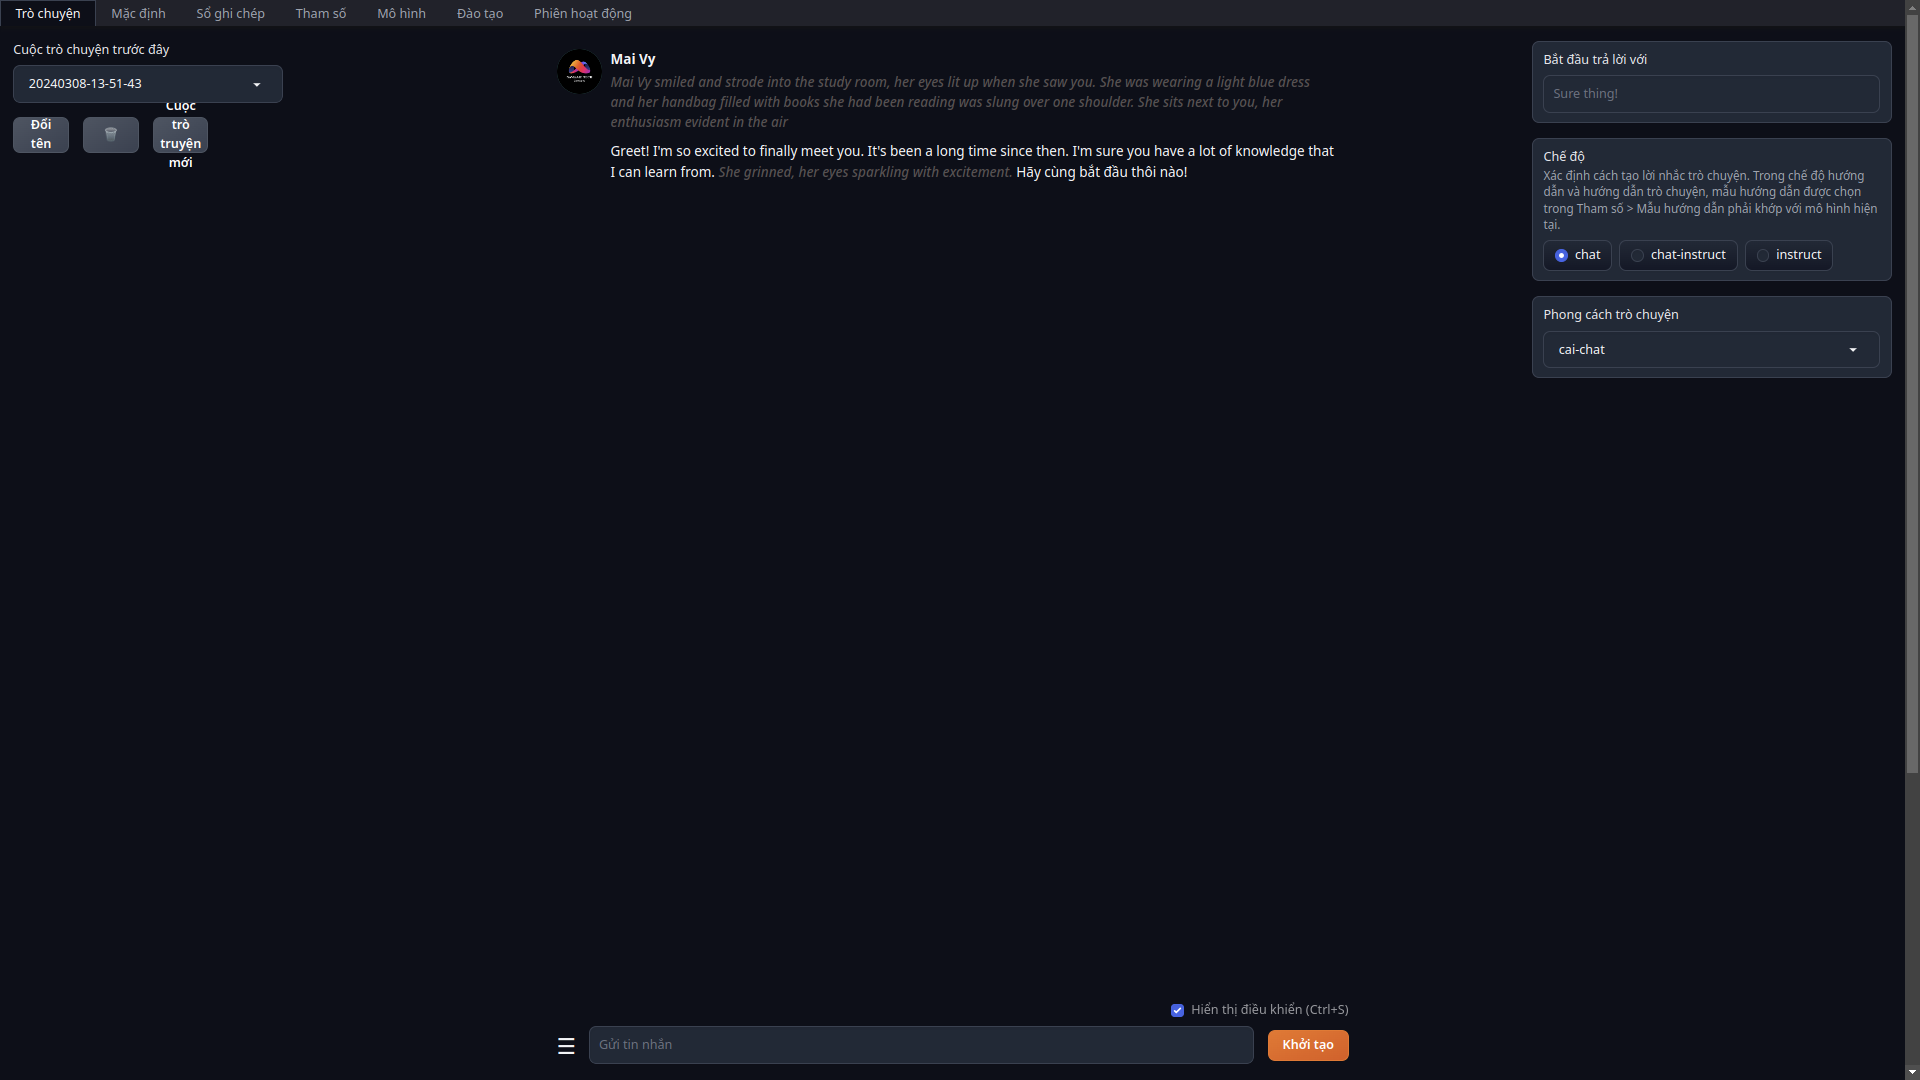 Trò chuyện
Mặc định
Sổ ghi chép
Tham số
Mô hình
Đào tạo
Phiên hoạt động
Cuộc trò chuyện trước đây
20240308-13-51-43
Đổi
tên
Cuộc
trò
truyện
mới
Mai Vy
Mai Vy smiled and strode into the study room, her eyes lit up when she saw you. She was wearing a light blue dress
and her handbag filled with books she had been reading was slung over one shoulder. She sits next to you, her
enthusiasm evident in the air
Greet! I'm so excited to finally meet you. It's been a long time since then. I'm sure you have a lot of knowledge that
I can learn from. She grinned, her eyes sparkling with excitement. Hãy cùng bắt đầu thôi nào!
Bắt đầu trả lời với
Sure thing!
Chế độ
Xác định cách tạo lời nhắc trò chuyện. Trong chế độ hướng
dẫn và hướng dẫn trò chuyện, mẫu hướng dẫn được chọn
trong Tham số > Mẫu hướng dẫn phải khớp với mô hình hiện
tại.
chat
chat-instruct
instruct
Phong cách trò chuyện
cai-chat
Hiển thị điều khiển (Ctrl+S)
Gửi tin nhắn
Khởi tạo